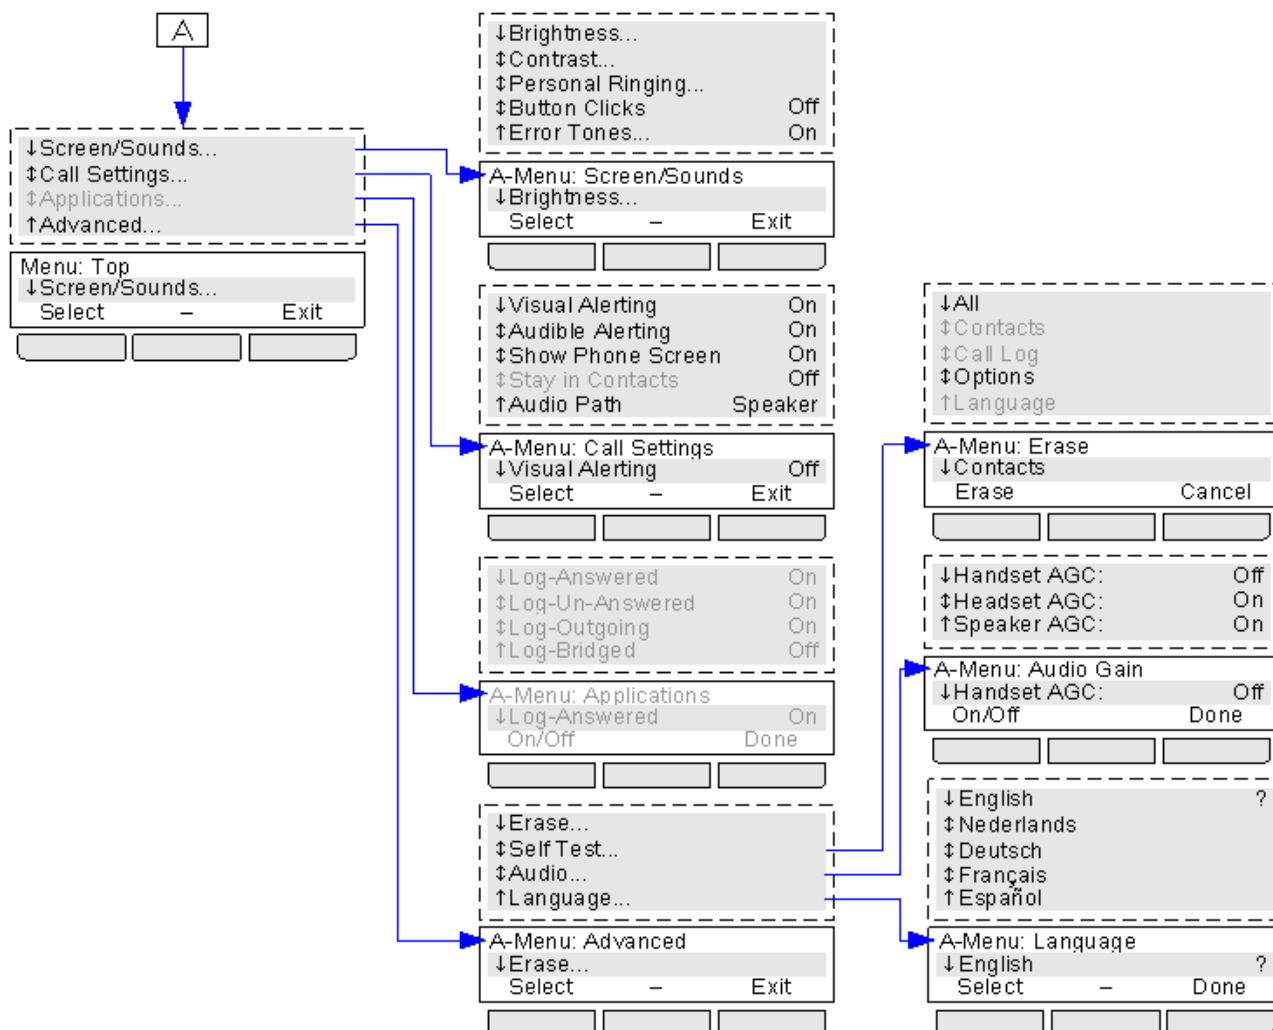 A
↓Screen/Sounds...
↕Call Settings...
↕Applications...
↑Advanced...
Menu: Top
↓Screen/Sounds...
Select – Exit
↓Brightness...
↕Contrast...
↕Personal Ringing...
↕Button Clicks Off
↑Error Tones... On
A-Menu: Screen/Sounds
↓Brightness...
Select – Exit
↓Visual Alerting On
↕Audible Alerting On
↕Show Phone Screen On
↕Stay in Contacts Off
↑Audio Path Speaker
A-Menu: Call Settings
↓Visual Alerting Off
Select – Exit
↓Log-Answered On
↕Log-Un-Answered On
↕Log-Outgoing On
↑Log-Bridged Off
A-Menu: Applications
↓Log-Answered On
On/Off Done
↓Erase...
↕Self Test...
↕Audio...
↑Language...
A-Menu: Advanced
↓Erase...
Select – Exit
↓All
↕Contacts
↕Call Log
↕Options
↑Language
A-Menu: Erase
↓Contacts
Erase Cancel
↓Handset AGC: Off
↕Headset AGC: On
↑Speaker AGC: On
A-Menu: Audio Gain
↓Handset AGC: Off
On/Off Done
↓English ?
↕Nederlands
↕Deutsch
↕Français
↑Español
A-Menu: Language
↓English ?
Select – Done